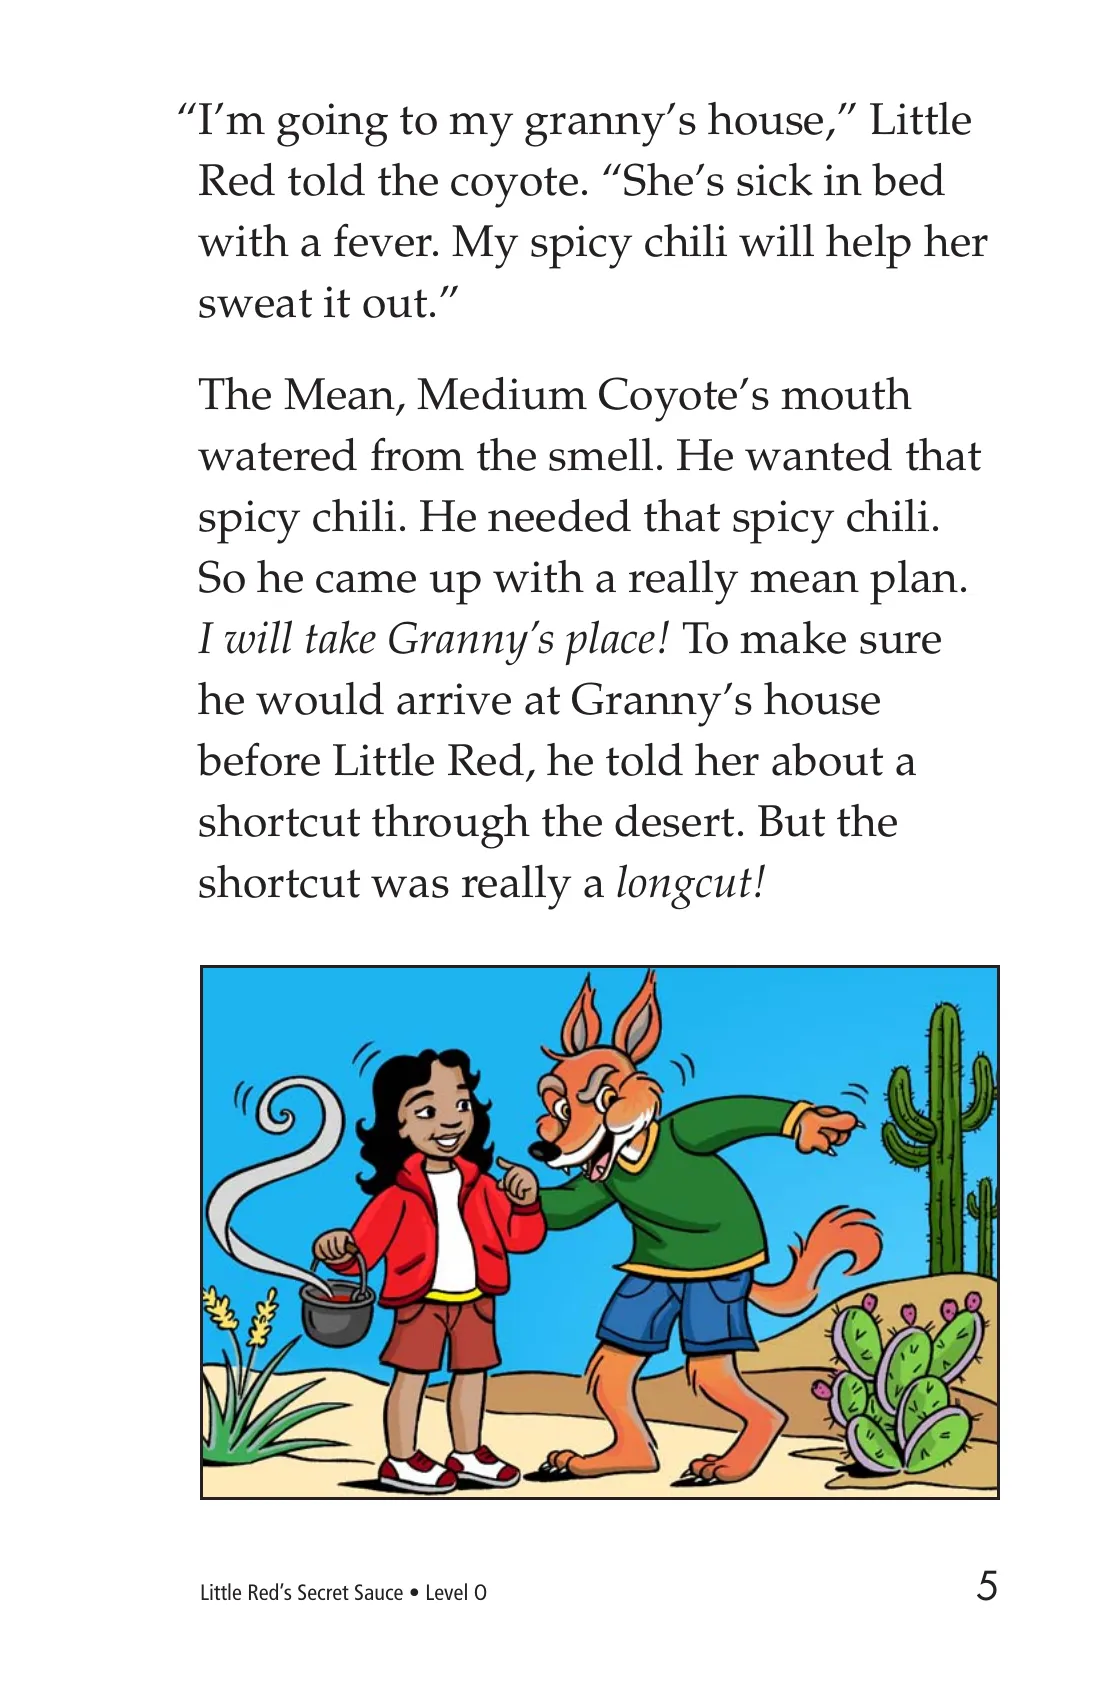 “I’m going to my granny’s house,” Little
Red told the coyote. “She’s sick in bed
with a fever. My spicy chili will help her
sweat it out.”
The Mean, Medium Coyote’s mouth
watered from the smell. He wanted that
spicy chili. He needed that spicy chili.
So he came up with a really mean plan.
I will take Granny’s place! To make sure
he would arrive at Granny’s house
before Little Red, he told her about a
shortcut through the desert. But the
shortcut was really a longcut!
Little Red’s Secret Sauce • Level O
5